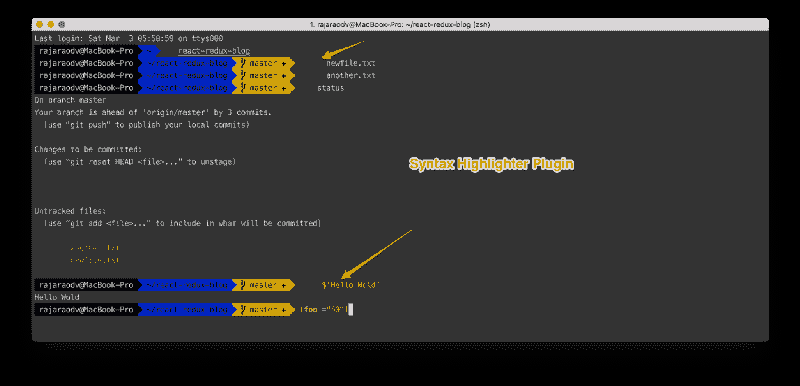 1. rajaraodv@MacBook-Pro: ~/react-redux-blog (zsh)
Last login: Sat Mar 3 05:58:59 on ttys000
rajaraodv@MacBook-Pro ~ react-redux-blog
rajaraodv@MacBook-Pro ~/react-redux-blog master + newfile.txt
rajaraodv@MacBook-Pro ~/react-redux-blog master + another.txt
rajaraodv@MacBook-Pro ~/react-redux-blog master + status
On branch master
Your branch is ahead of 'origin/master' by 3 commits.
(use "git push" to publish your local commits)
Changes to be committed:
(use "git reset HEAD <file>..." to unstage)
Syntax Highlighter Plugin
Untracked files:
(use "git add <file>..." to include in what will be committed)
rajaraodv@MacBook-Pro ~/react-redux-blog master + $'Hello Wold'
Hello Wold
rajaraodv@MacBook-Pro ~/react-redux-blog master +